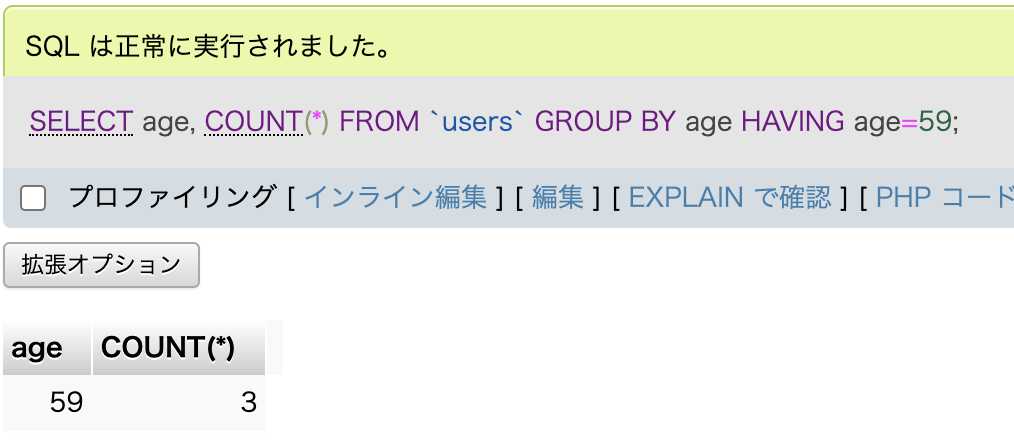 SQL は正常に実行されました。
SELECT age, COUNT(*) FROM `users` GROUP BY age HAVING age=59;
プロファイリング [ インライン編集 ] [ 編集 ] [ EXPLAIN で確認 ] [ PHP コード
拡張オプション
age COUNT(*)
59 3